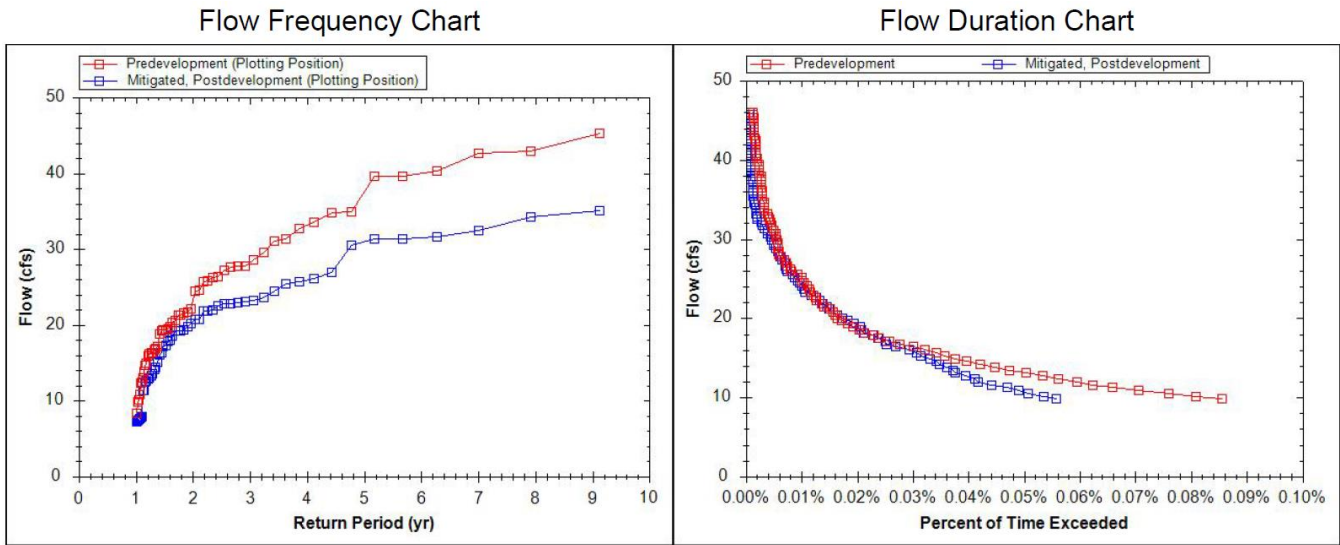 Flow Frequency Chart
Predevelopment (Plotting Position)
Mitigated, Postdevelopment (Plotting Position)
50
40
30
20
10
0
Flow (cfs)
0 1 2 3 4 5 6 7 8 9 10
Return Period (yr)
Flow Duration Chart
Predevelopment Mitigated, Postdevelopment
50
40
30
20
10
0
Flow (cfs)
0.00% 0.01% 0.02% 0.03% 0.04% 0.05% 0.06% 0.07% 0.08% 0.09% 0.10%
Percent of Time Exceeded